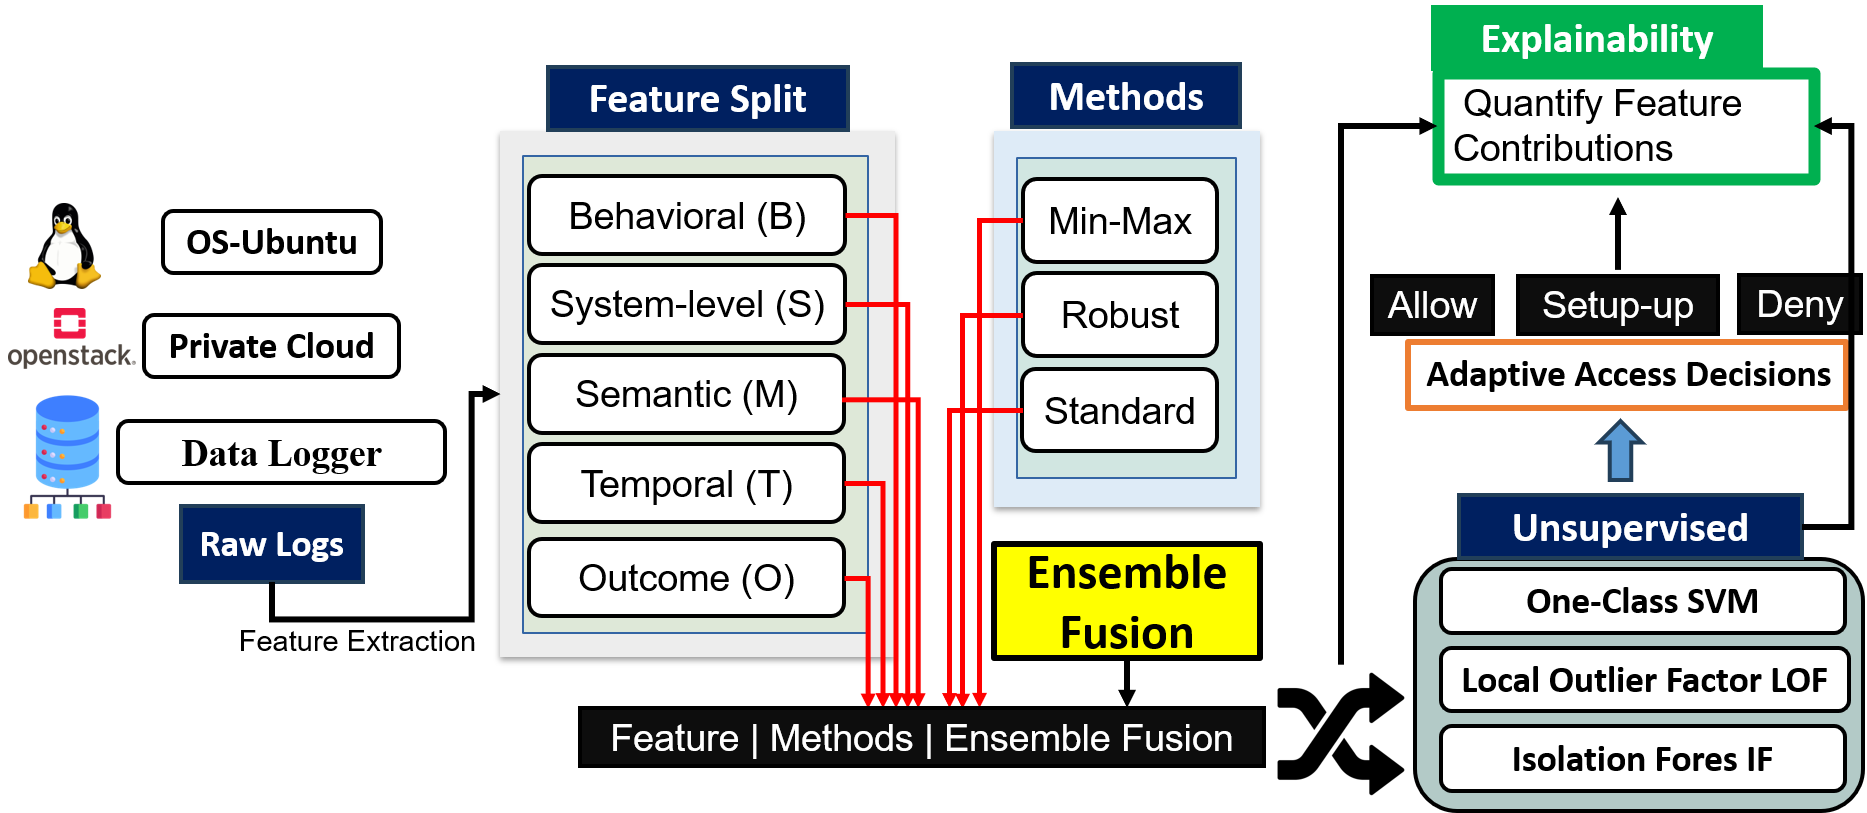 OS-Ubuntu
openstack.
Private Cloud
Data Logger
Raw Logs
Feature Extraction
Feature Split
Behavioral (B)
System-level (S)
Semantic (M)
Temporal (T)
Outcome (O)
Methods
Min-Max
Robust
Standard
Ensemble
Fusion
Feature | Methods | Ensemble Fusion
Explainability
Quantify Feature
Contributions
Allow
Setup-up
Deny
Adaptive Access Decisions
Unsupervised
One-Class SVM
Local Outlier Factor LOF
Isolation Fores IF